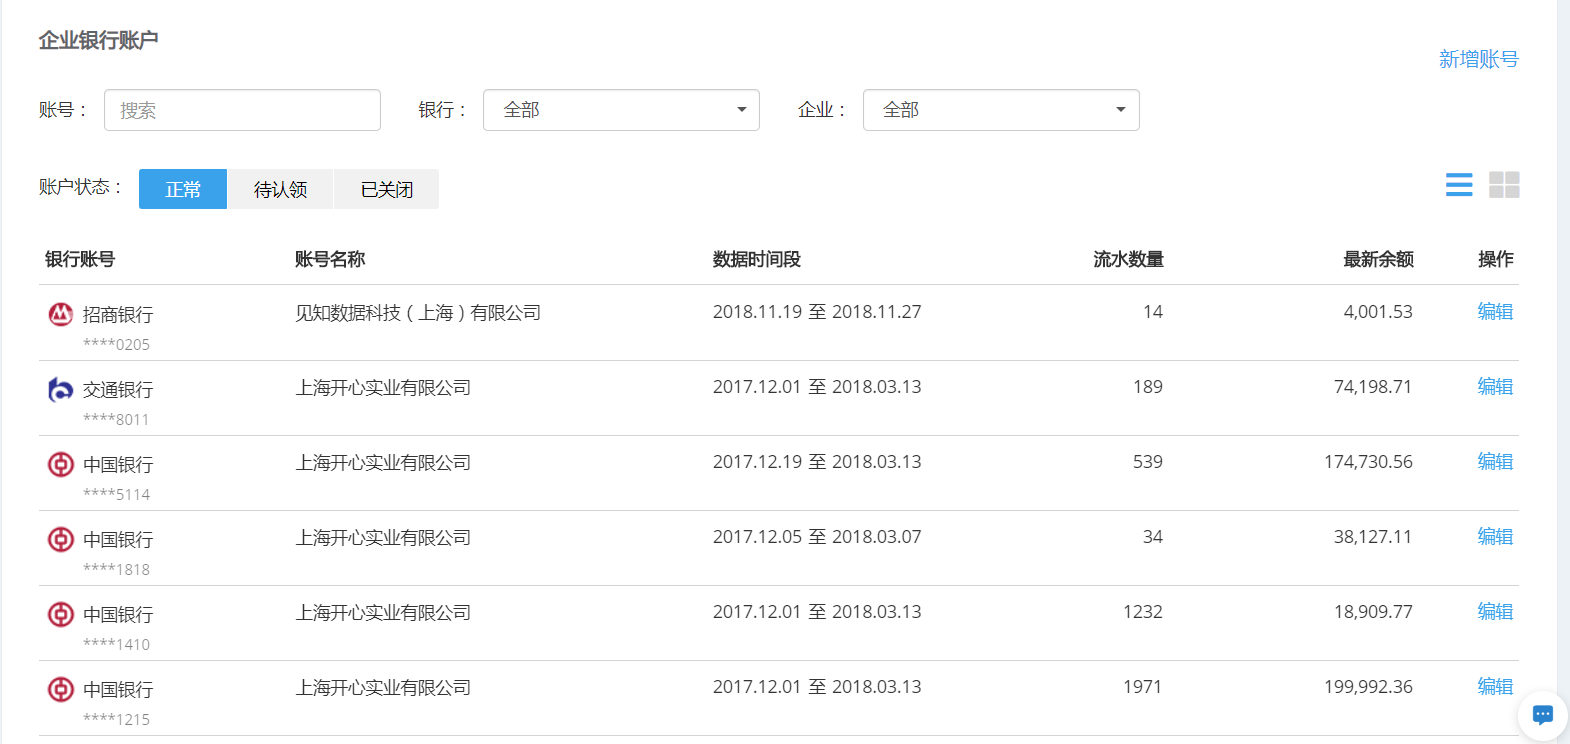 企业银行账户
新增账号
账号： 搜索 银行： 全部 企业： 全部
账户状态： 正常 待认领 已关闭
银行账号 账号名称 数据时间段 流水数量 最新余额 操作
招商银行 见知数据科技（上海）有限公司 2018.11.19 至 2018.11.27 14 4,001.53 编辑
****0205
交通银行 上海开心实业有限公司 2017.12.01 至 2018.03.13 189 74,198.71 编辑
****8011
中国银行 上海开心实业有限公司 2017.12.19 至 2018.03.13 539 174,730.56 编辑
****5114
中国银行 上海开心实业有限公司 2017.12.05 至 2018.03.07 34 38,127.11 编辑
****1818
中国银行 上海开心实业有限公司 2017.12.01 至 2018.03.13 1232 18,909.77 编辑
****1410
中国银行 上海开心实业有限公司 2017.12.01 至 2018.03.13 1971 199,992.36 编辑
****1215